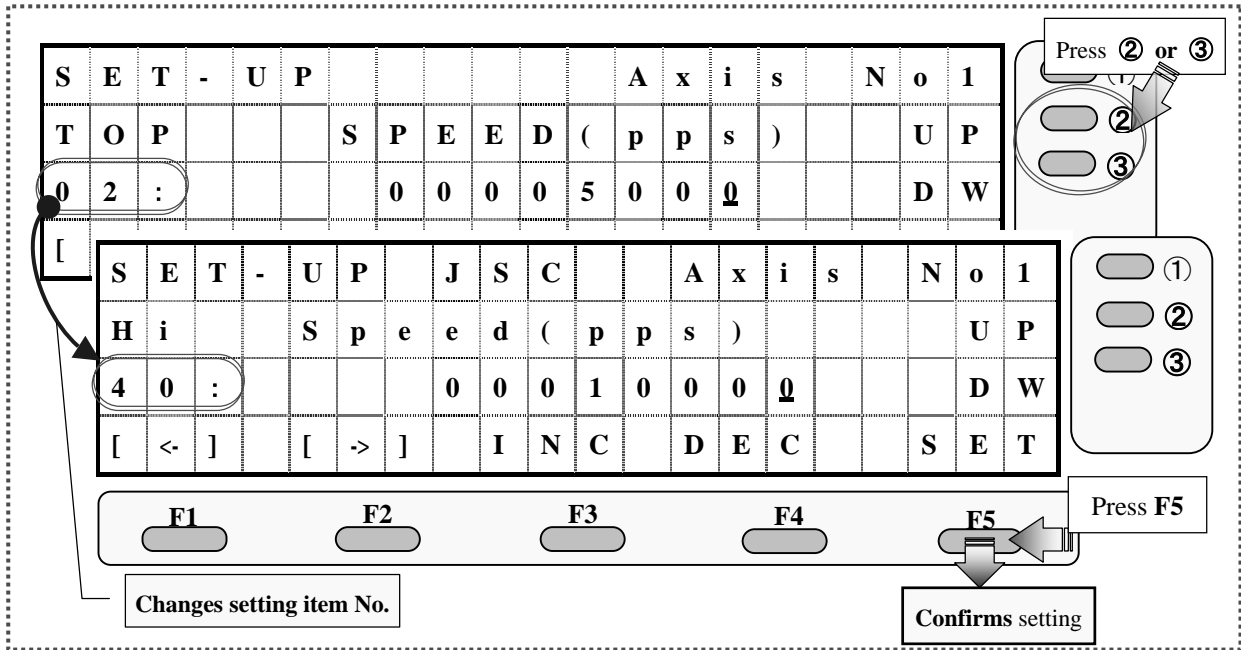 Press ② or ③
SET-UP Axis No1
①
TOP SPEED(pps) UP
②
02: 00005000 DW
③
[
SET-UP JSC Axis No1
①
Hi Speed(pps) UP
②
40: 00010000 DW
③
[<-] [->] INC DEC SET
F1 F2 F3 F4 F5
Press F5
Changes setting item No.
Confirms setting